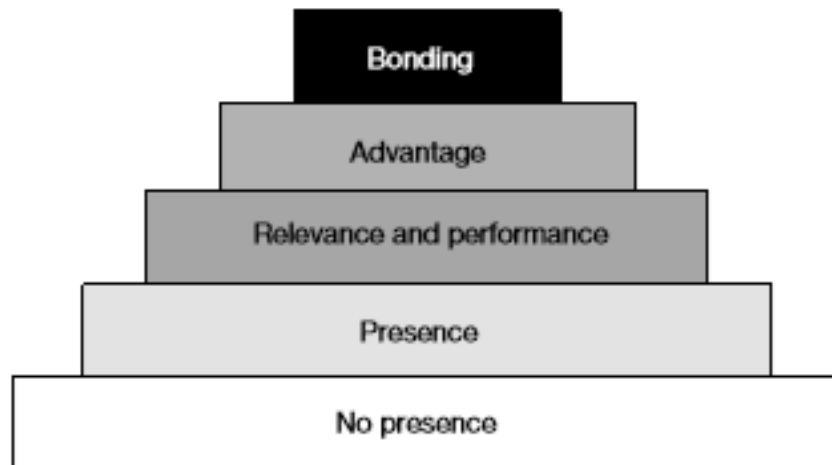 Bonding
Advantage
Relevance and performance
Presence
No presence